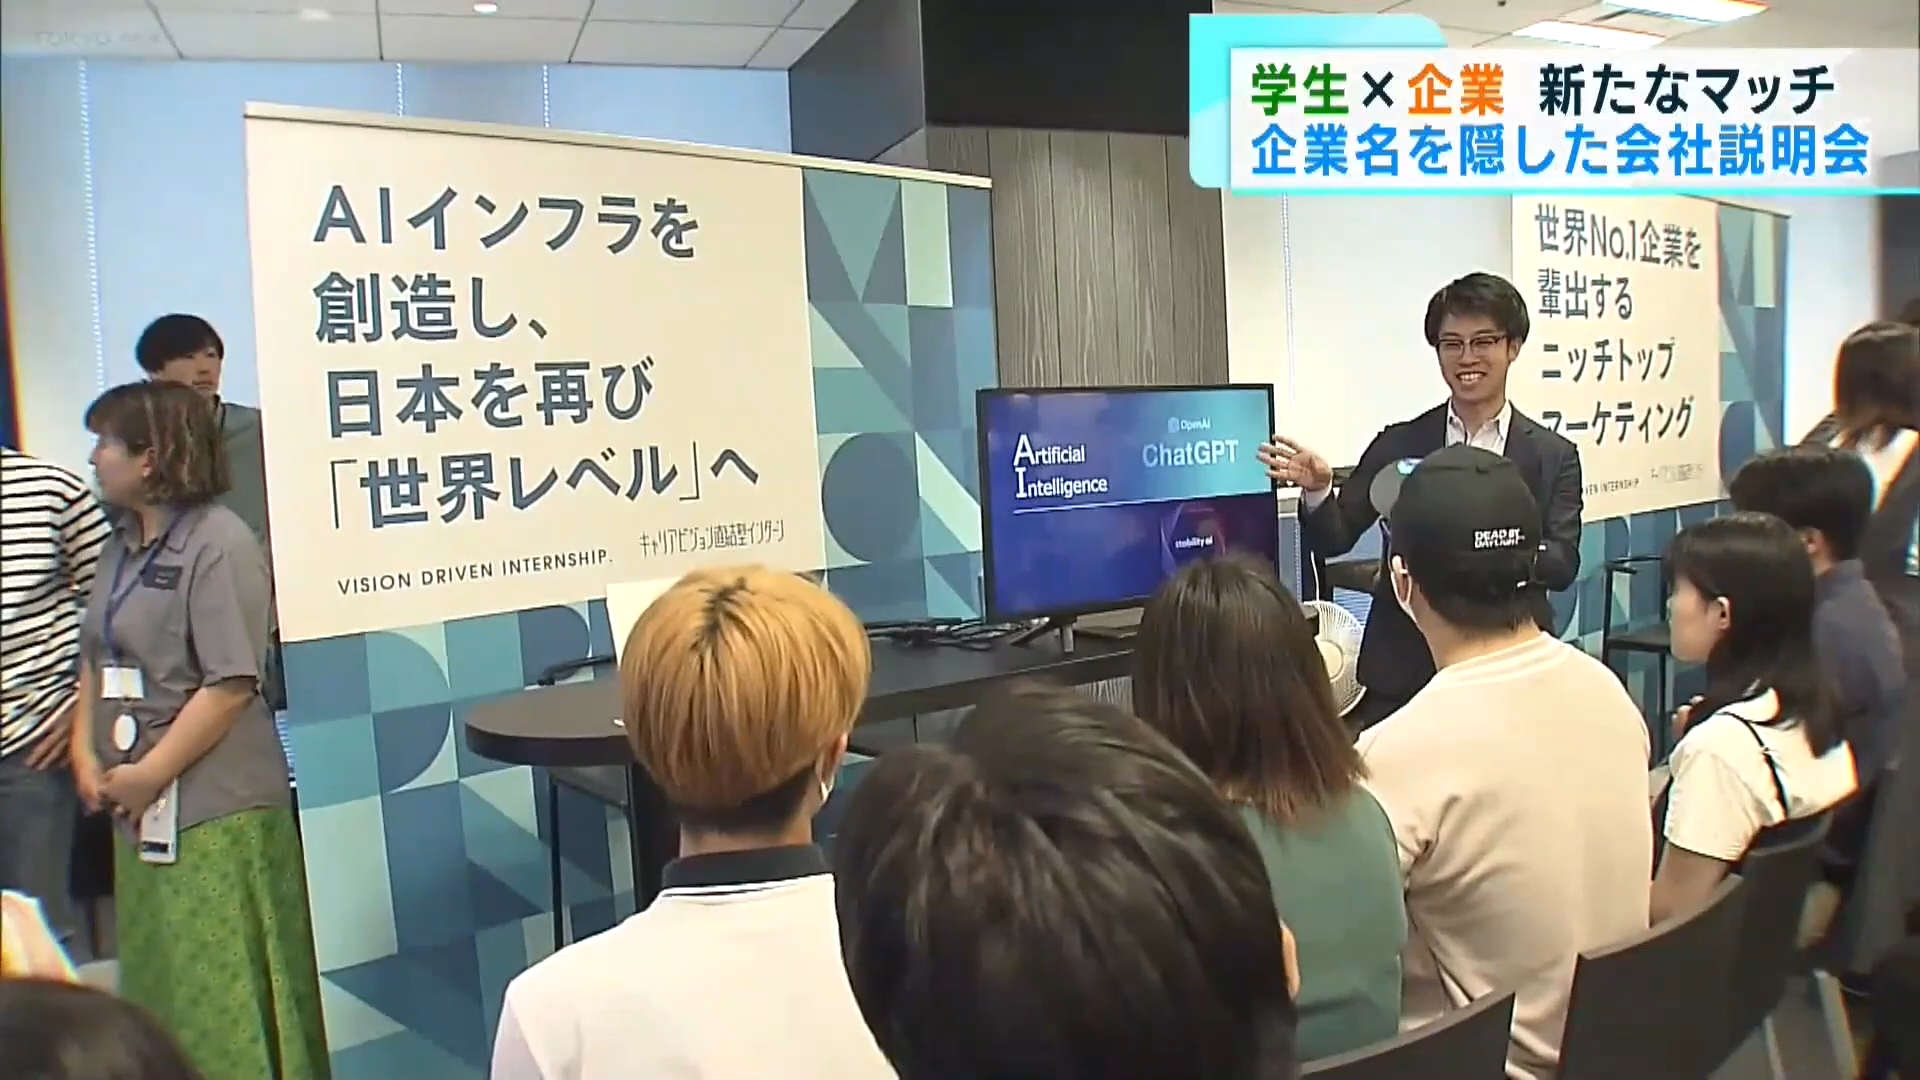 TOKYO MX
学生×企業 新たなマッチ
企業名を隠した会社説明会
AIインフラを
創造し、
日本を再び
「世界レベル」へ
VISION DRIVEN INTERNSHIP.
キャリアビジョン直結型インターン
Artificial
Intelligence
OpenAI
ChatGPT
stability ai
世界No.1企業を
輩出する
ニッチトップ
マーケティング
VEN INTERNSHIP
DEAD BY
DAYLIGHT